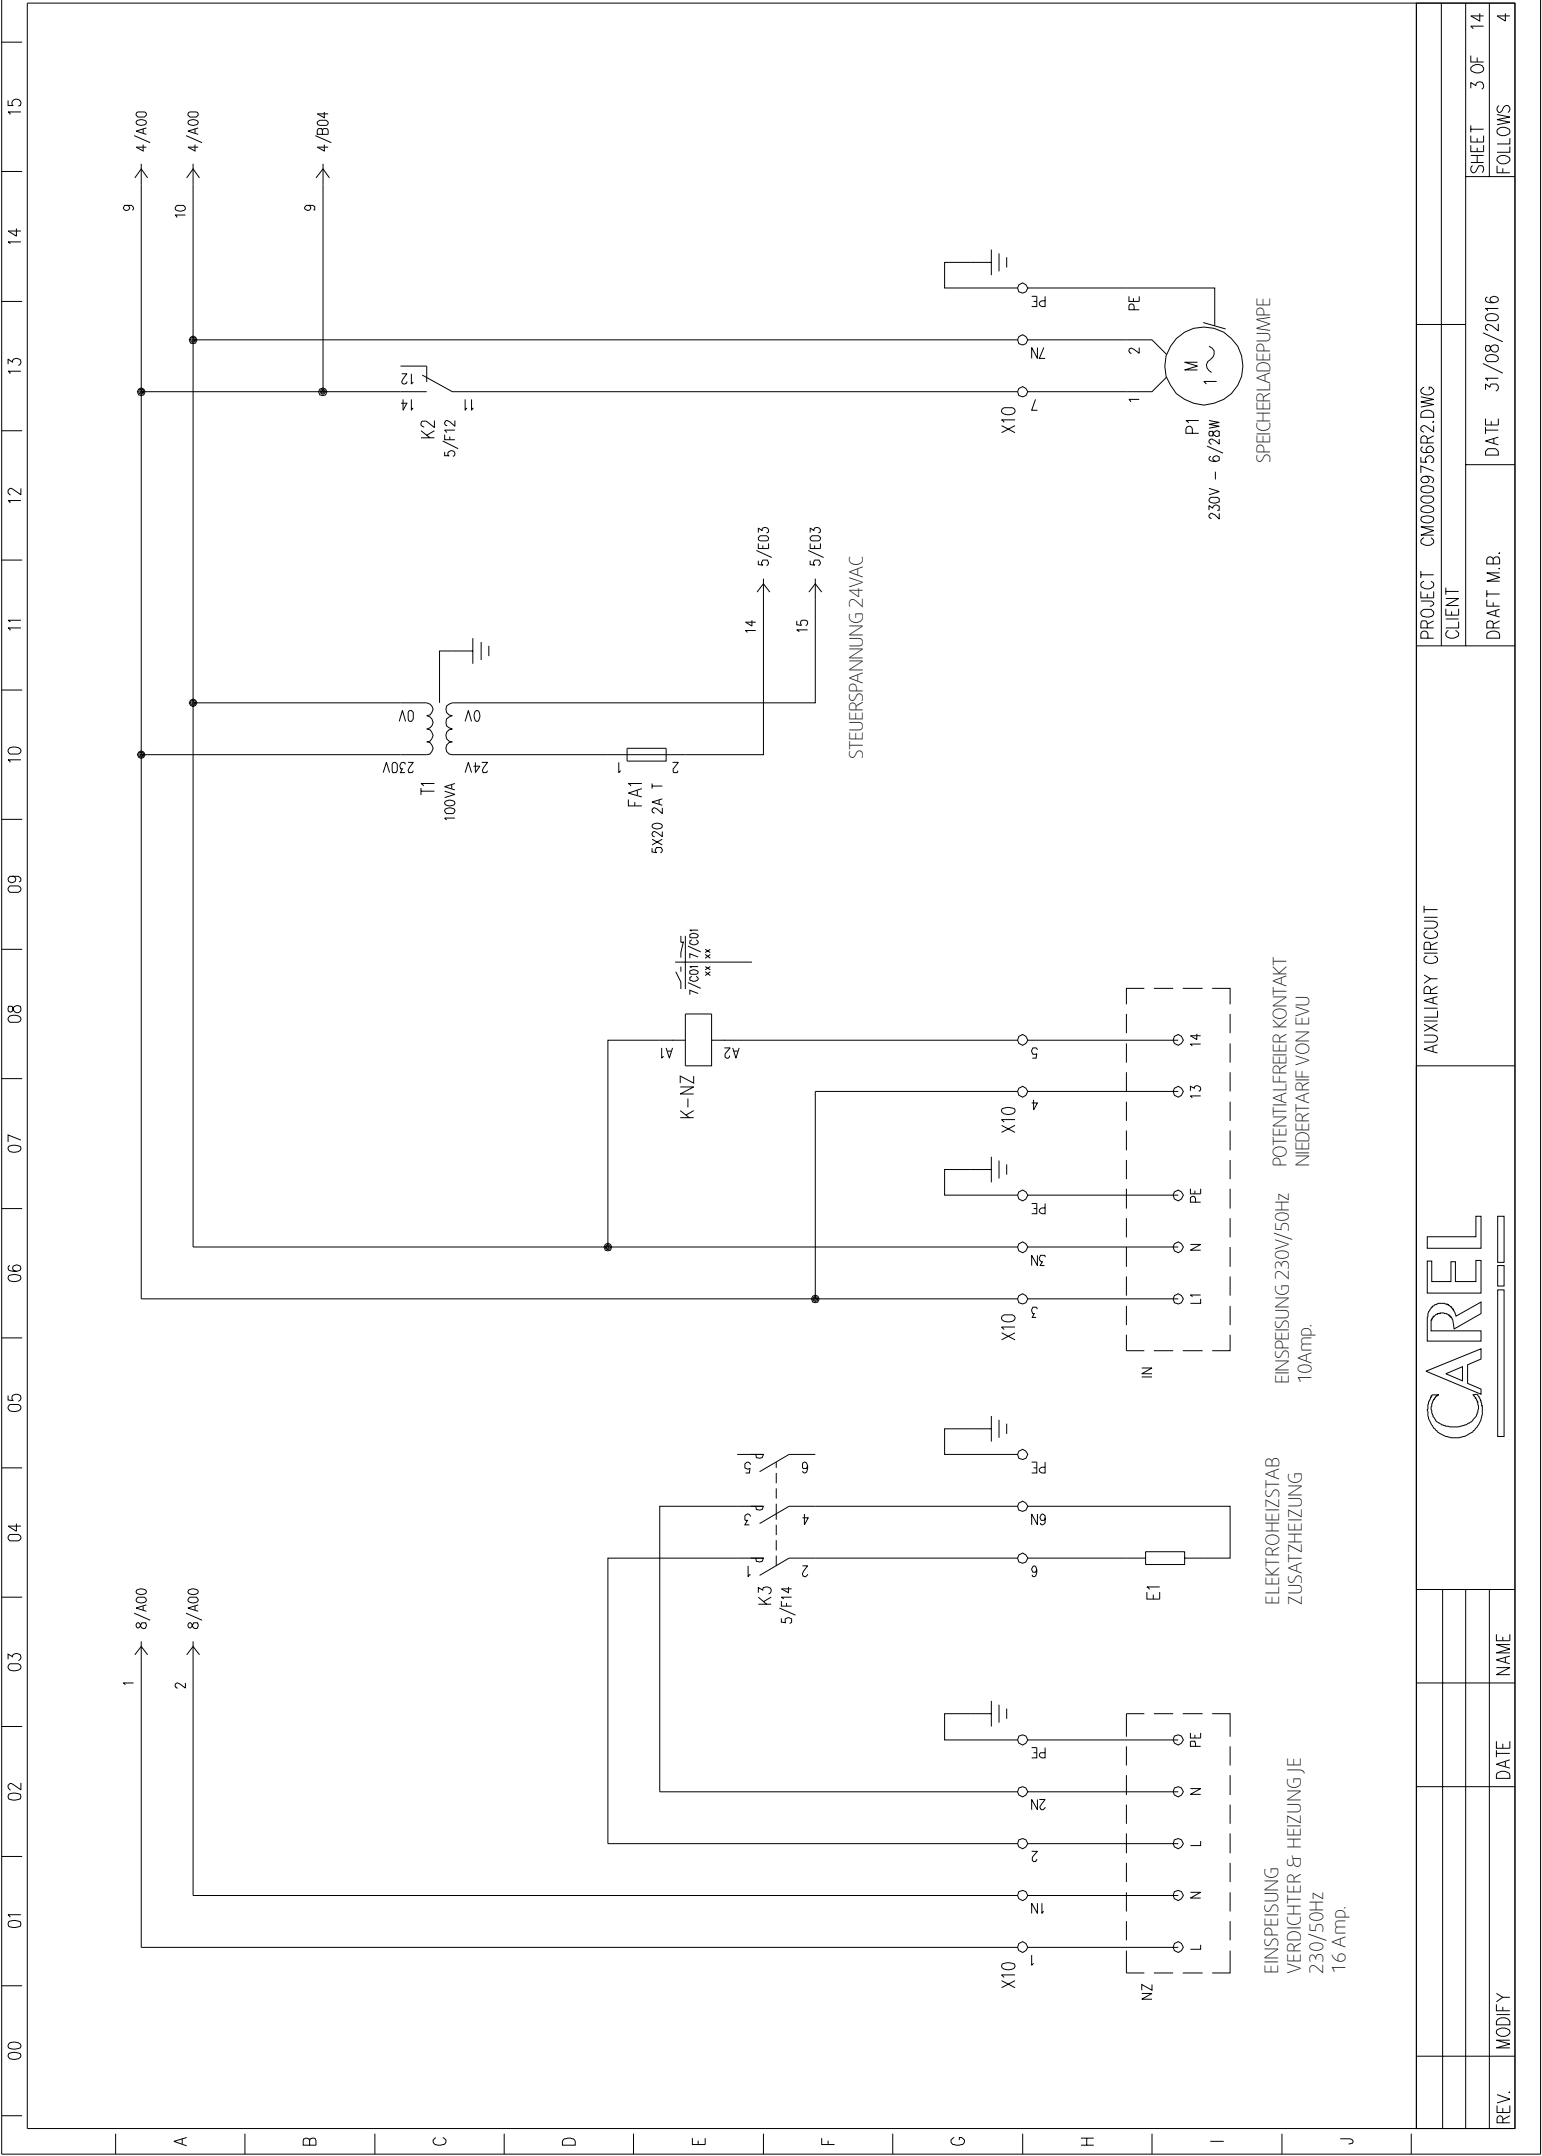 00 01 02 03 04 05 06 07 08 09 10 11 12 13 14 15
A
B
C
D
E
F
G
H
I
J
1 8/A00
2 8/A00
9 4/A00
10 4/A00
9 4/B04
230V 0V
T1
100VA
24V 0V
1
FA1
5X20 2A T
2
14 5/E03
15 5/E03
STEUERSPANNUNG 24VAC
14 12
K2
5/F12
11
K3
5/F14
1 3 5
2 4 6
K-NZ
A1
A2
7/C01 7/C01
xx xx
X10
1 1N 2 2N PE
NZ
L N L N PE
EINSPEISUNG
VERDICHTER & HEIZUNG JE
230/50Hz
16 Amp.
6 6N PE
E1
ELEKTROHEIZSTAB
ZUSATZHEIZUNG
X10
3 3N PE
X10
4 5
IN
L1 N PE 13 14
EINSPEISUNG 230V/50Hz
10Amp.
POTENTIALFREIER KONTAKT
NIEDERTARIF VON EVU
X10
7 7N PE
1 2 PE
P1
230V - 6/28W
M
1
SPEICHERLADEPUMPE
REV. MODIFY DATE NAME
CAREL
AUXILIARY CIRCUIT
PROJECT CM00009756R2.DWG
CLIENT
DRAFT M.B. DATE 31/08/2016
SHEET 3 OF 14
FOLLOWS 4